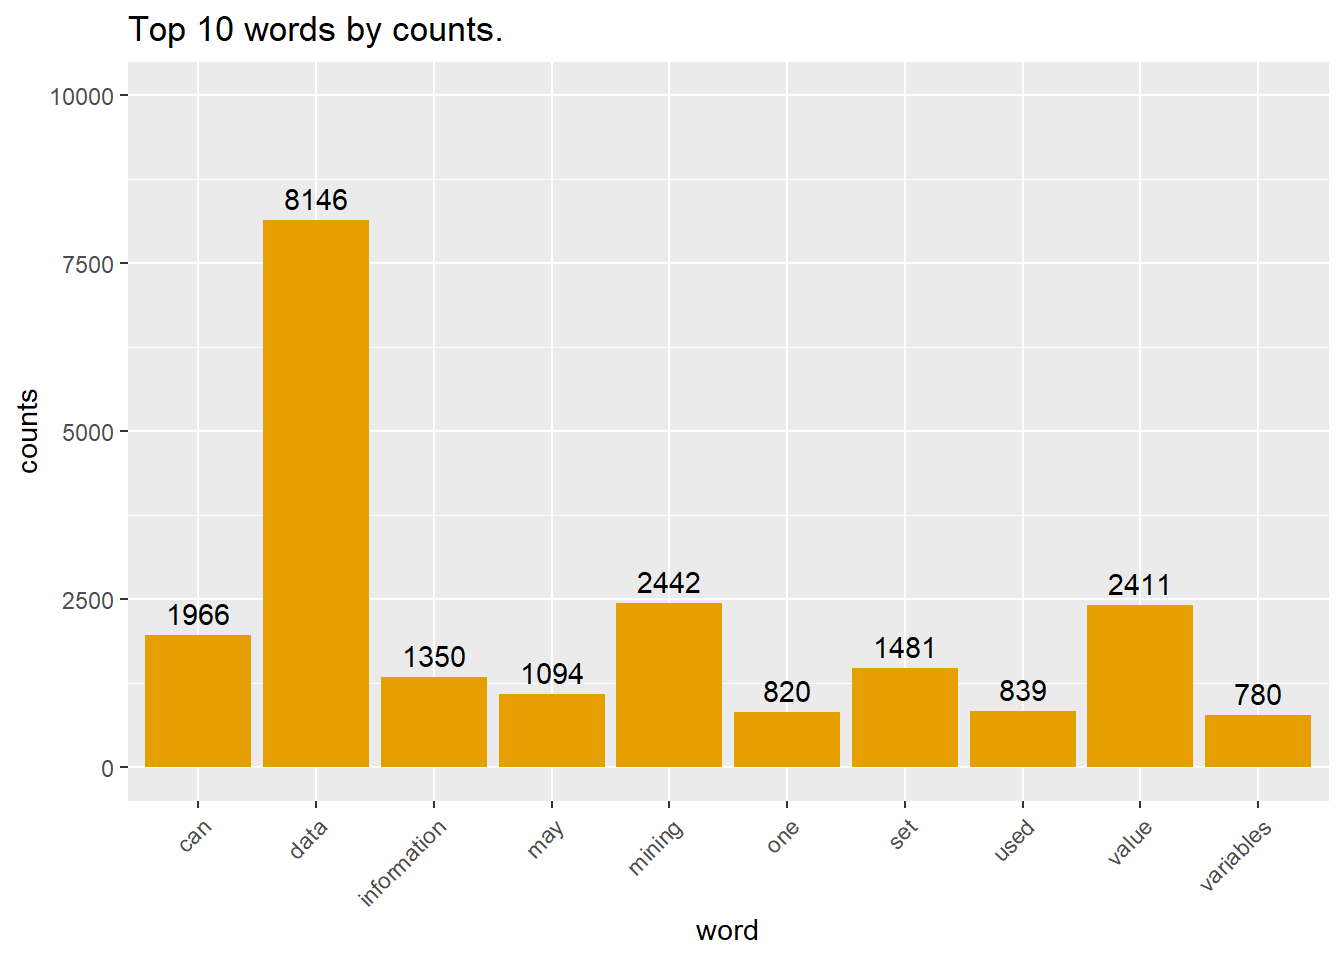 Top 10 words by counts.
10000
7500
5000
2500
0
counts
1966
8146
1350
1094
2442
820
1481
839
2411
780
can
data
information
may
mining
one
set
used
value
variables
word